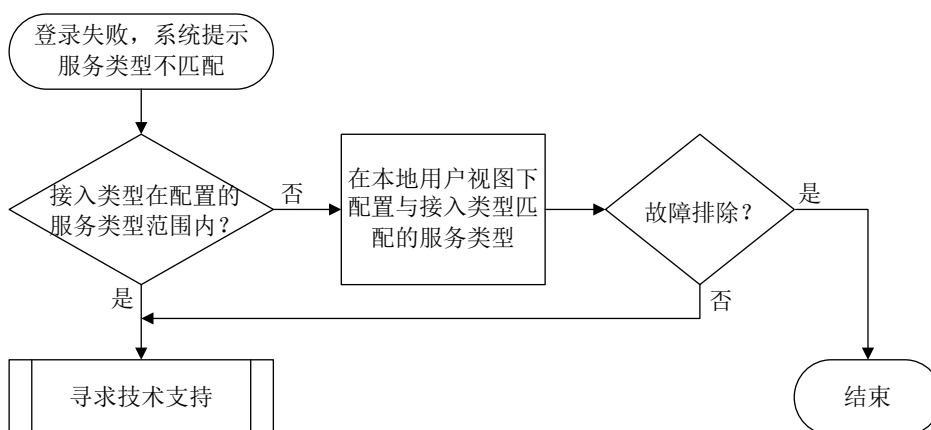 登录失败，系统提示
服务类型不匹配
接入类型在配置的
服务类型范围内？
否
在本地用户视图下
配置与接入类型匹
配的服务类型
故障排除？
是
是
否
寻求技术支持
结束